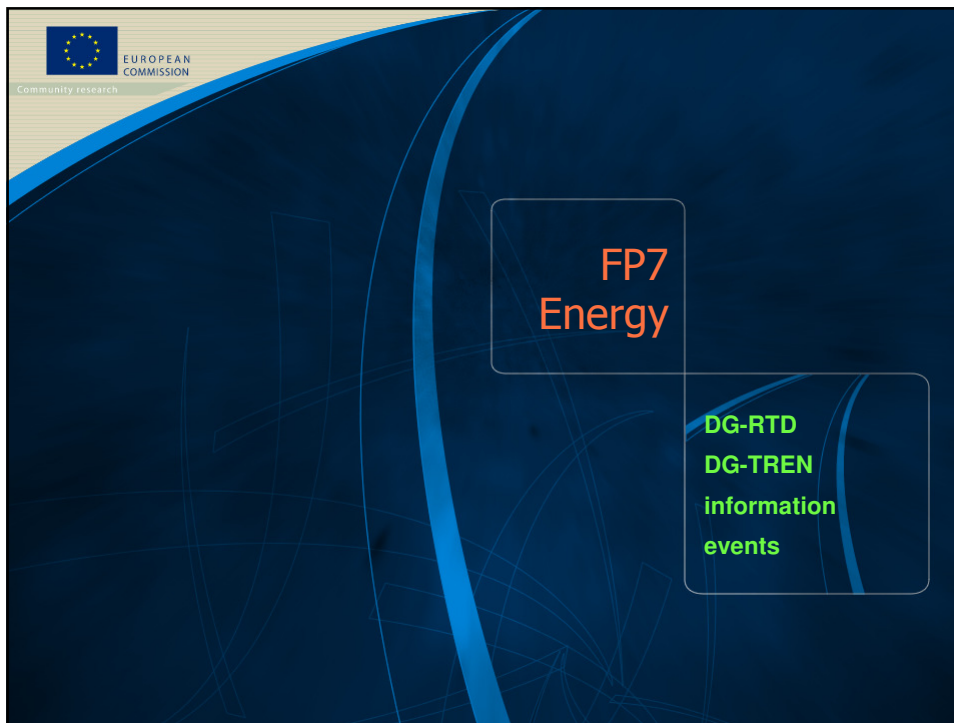 EUROPEAN
COMMISSION
Community research
FP7
Energy
DG-RTD
DG-TREN
information
events